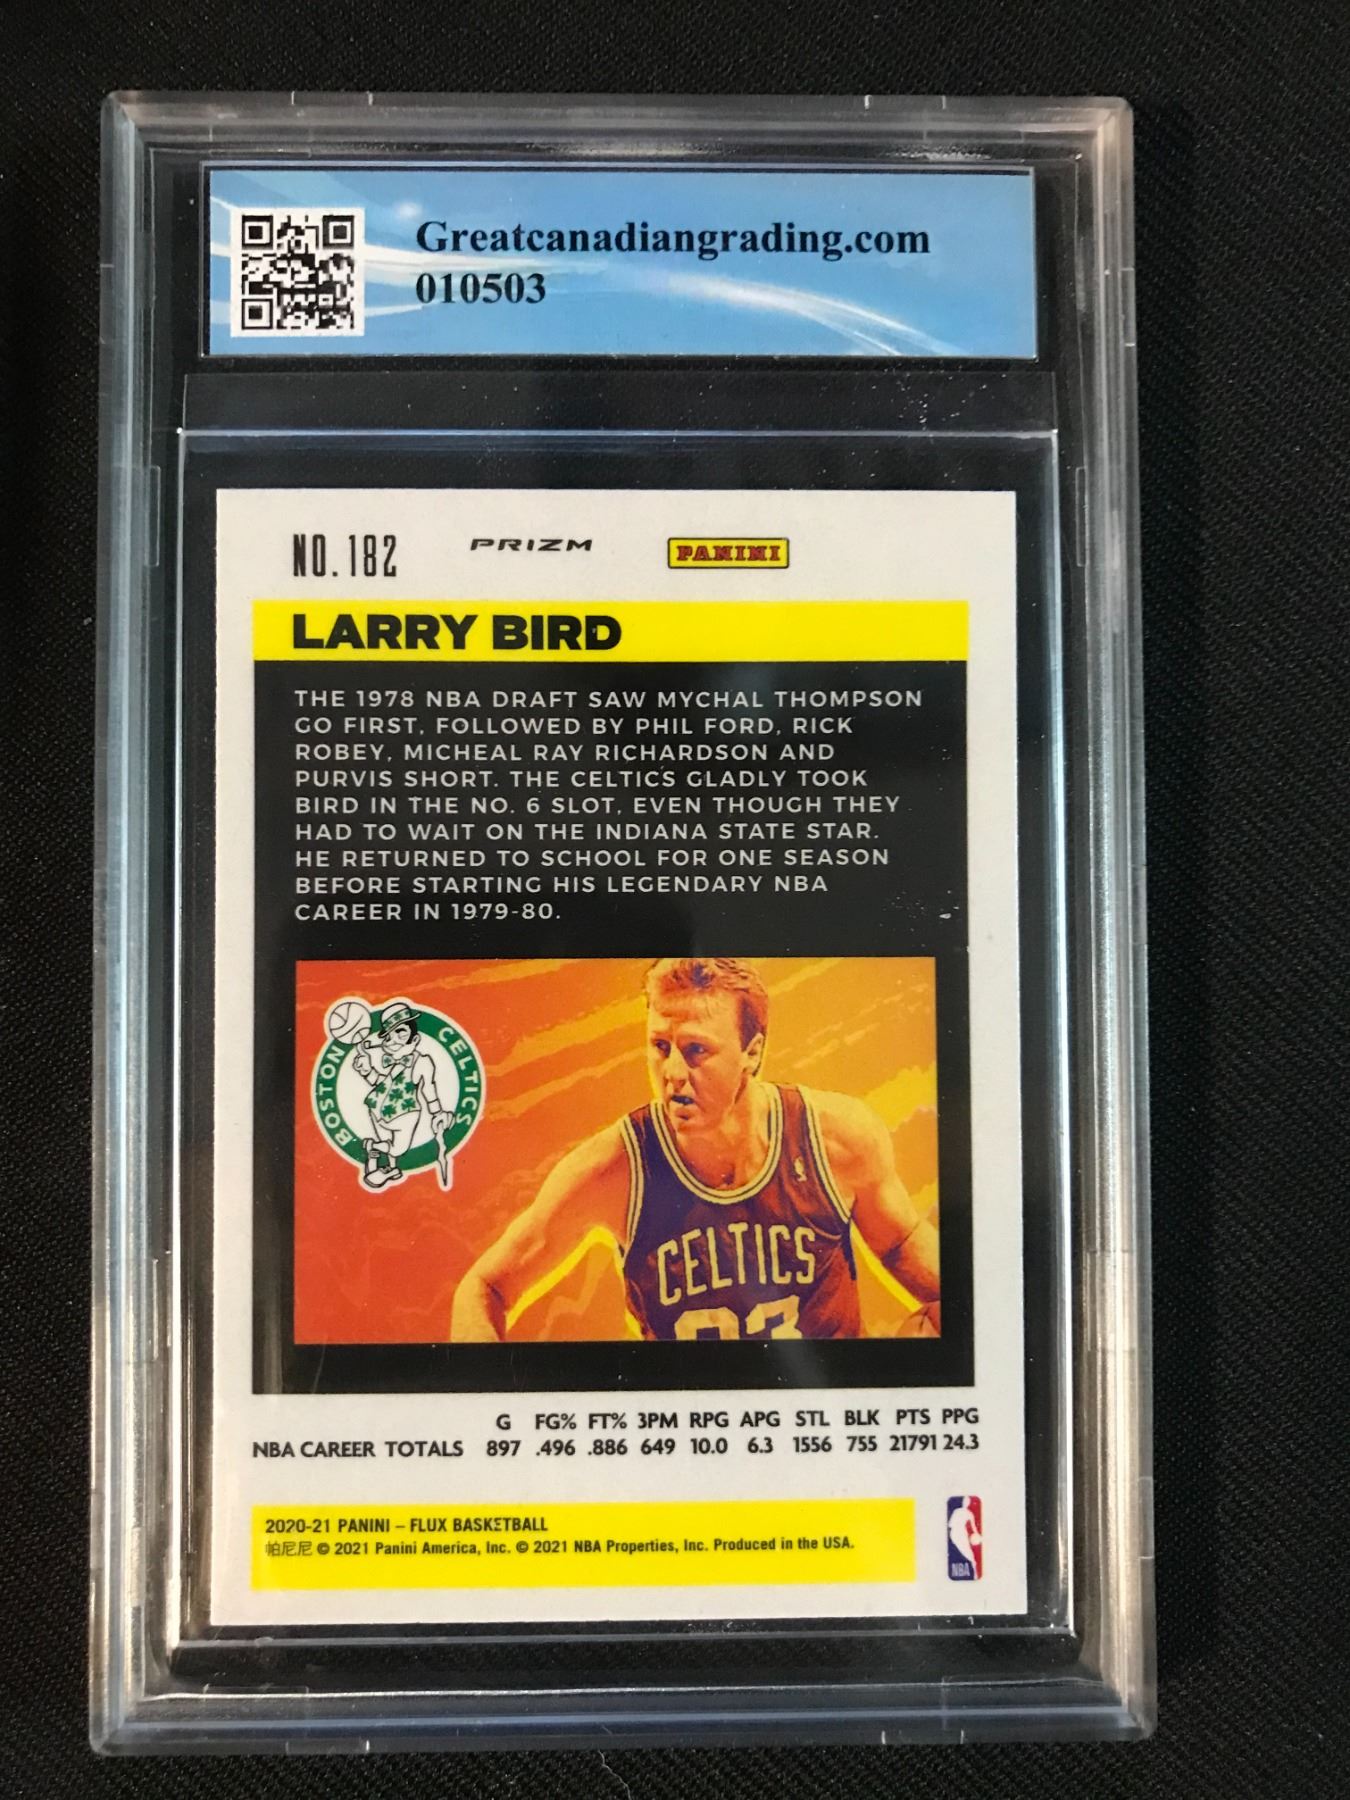 Greatcanadiangrading.com
010503
NO.182 PRIZM PANINI
LARRY BIRD
THE 1978 NBA DRAFT SAW MYCHAL THOMPSON
GO FIRST, FOLLOWED BY PHIL FORD, RICK
ROBEY, MICHEAL RAY RICHARDSON AND
PURVIS SHORT. THE CELTICS GLADLY TOOK
BIRD IN THE NO. 6 SLOT, EVEN THOUGH THEY
HAD TO WAIT ON THE INDIANA STATE STAR.
HE RETURNED TO SCHOOL FOR ONE SEASON
BEFORE STARTING HIS LEGENDARY NBA
CAREER IN 1979-80.
BOSTON CELTICS
CELTICS
33
G FG% FT% 3PM RPG APG STL BLK PTS PPG
NBA CAREER TOTALS 897 .496 .886 649 10.0 6.3 1556 755 21791 24.3
2020-21 PANINI – FLUX BASKETBALL
帕尼尼 © 2021 Panini America, Inc. © 2021 NBA Properties, Inc. Produced in the USA.
NBA